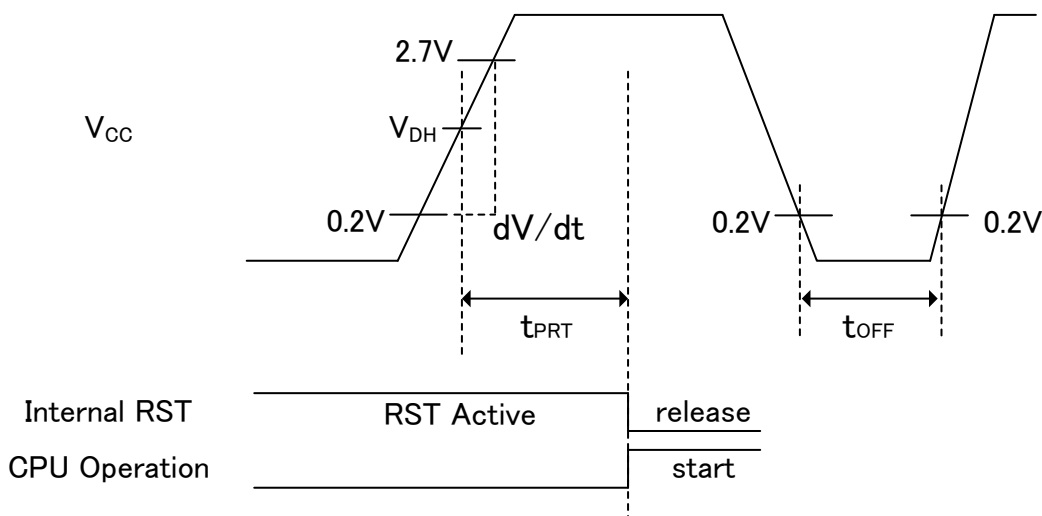 2.7V
VCC
VDH
0.2V
dV/dt
0.2V
0.2V
tPRT
tOFF
Internal RST
RST Active
release
CPU Operation
start